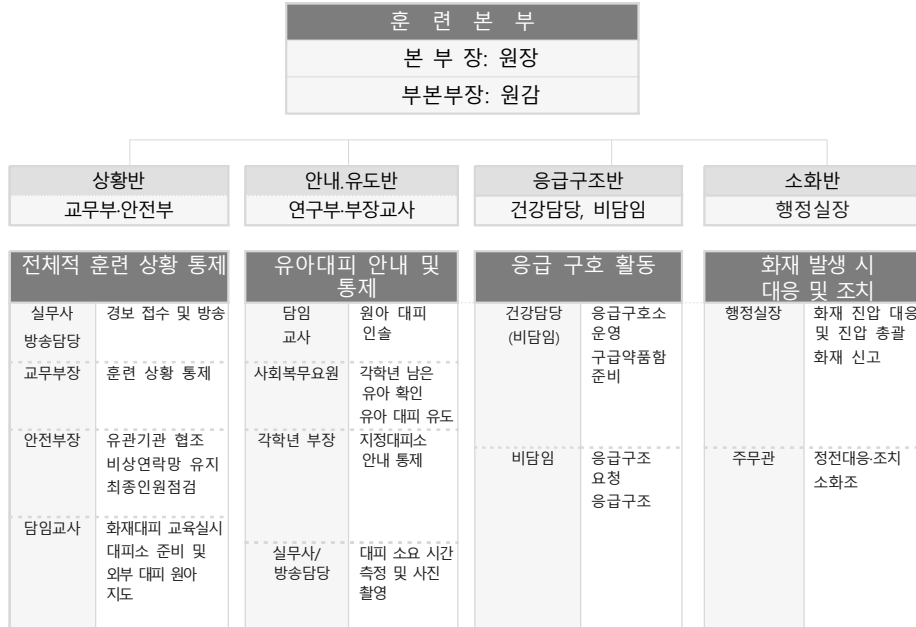 훈 련 본 부
본 부 장: 원장
부본부장: 원감
상황반
교무부·안전부
안내.유도반
연구부·부장교사
응급구조반
건강담당, 비담임
소화반
행정실장
전체적 훈련 상황 통제
실무사
방송담당
경보 접수 및 방송
교무부장
훈련 상황 통제
안전부장
유관기관 협조
비상연락망 유지
최종인원점검
담임교사
화재대피 교육실시
대피소 준비 및
외부 대피 원아
지도
유아대피 안내 및
통제
담임
교사
원아 대피
인솔
사회복무요원
각학년 남은
유아 확인
유아 대피 유도
각학년 부장
지정대피소
안내 통제
실무사/
방송담당
대피 소요 시간
측정 및 사진
촬영
응급 구호 활동
건강담당
(비담임)
응급구호소
운영
구급약품함
준비
비담임
응급구조
요청
응급구조
화재 발생 시
대응 및 조치
행정실장
화재 진압 대응
및 진압 총괄
화재 신고
주무관
정전대응·조치
소화조